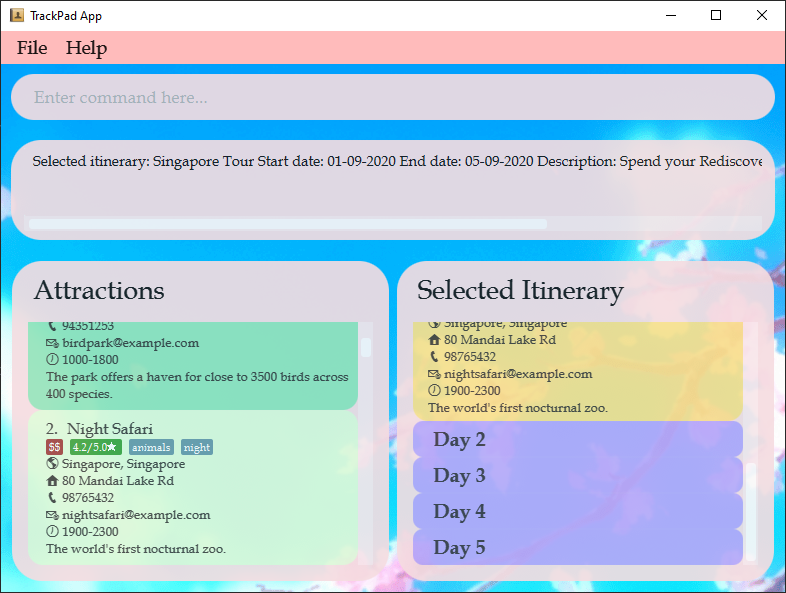 TrackPad App
File Help
Enter command here...
Selected itinerary: Singapore Tour Start date: 01-09-2020 End date: 05-09-2020 Description: Spend your Rediscove
Attractions
94351253
birdpark@example.com
1000-1800
The park offers a haven for close to 3500 birds across
400 species.
2. Night Safari
$$ 4.2/5.0★ animals night
Singapore, Singapore
80 Mandai Lake Rd
98765432
nightsafari@example.com
1900-2300
The world's first nocturnal zoo.
Selected Itinerary
Singapore, Singapore
80 Mandai Lake Rd
98765432
nightsafari@example.com
1900-2300
The world's first nocturnal zoo.
Day 2
Day 3
Day 4
Day 5